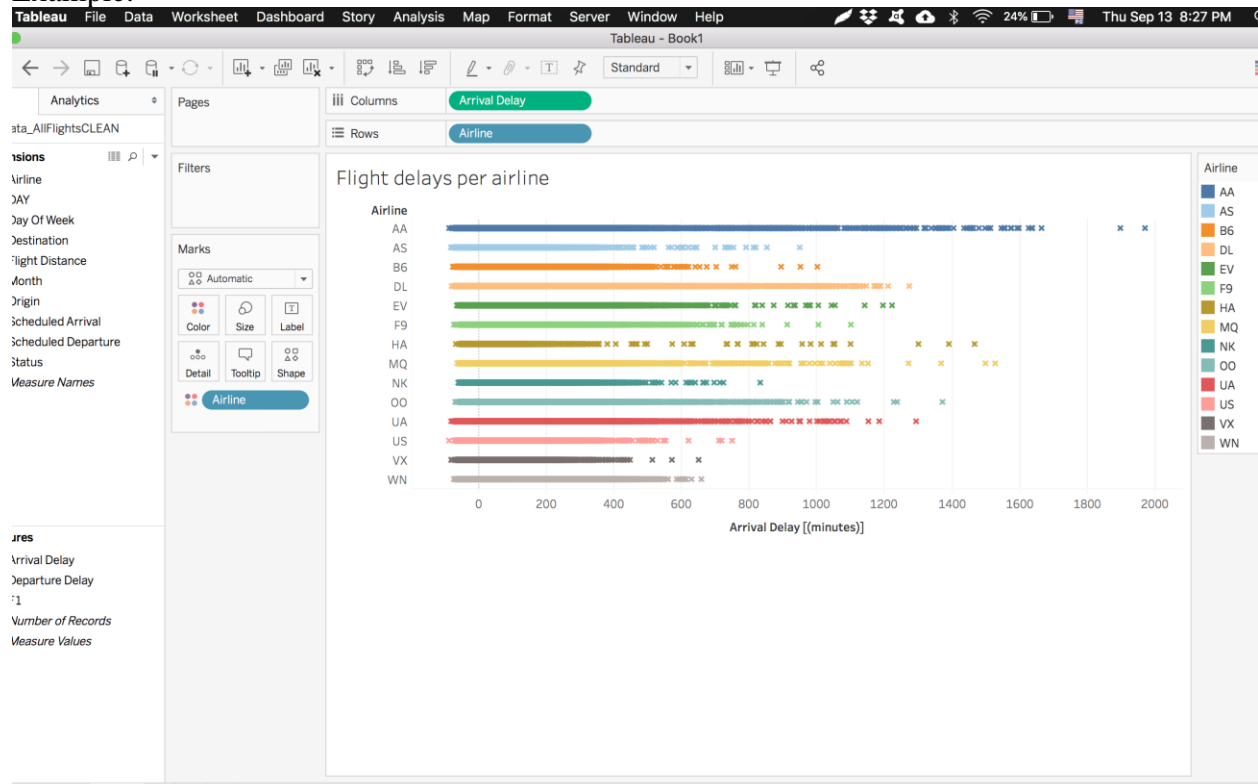 Example:
Tableau File Data Worksheet Dashboard Story Analysis Map Format Server Window Help 24% Thu Sep 13 8:27 PM
Tableau - Book1
Standard
Analytics
ata_AllFlightsCLEAN
nsions
Airline
DAY
Day Of Week
Destination
Flight Distance
Month
Origin
Scheduled Arrival
Scheduled Departure
Status
Measure Names
ures
Arrival Delay
Departure Delay
F1
Number of Records
Measure Values
Pages
Filters
Marks
Automatic
Color Size Label
Detail Tooltip Shape
Airline
iii Columns Arrival Delay
Rows Airline
Flight delays per airline
Airline
AA
AS
B6
DL
EV
F9
HA
MQ
NK
OO
UA
US
VX
WN
0 200 400 600 800 1000 1200 1400 1600 1800 2000
Arrival Delay [(minutes)]
Airline
AA
AS
B6
DL
EV
F9
HA
MQ
NK
OO
UA
US
VX
WN